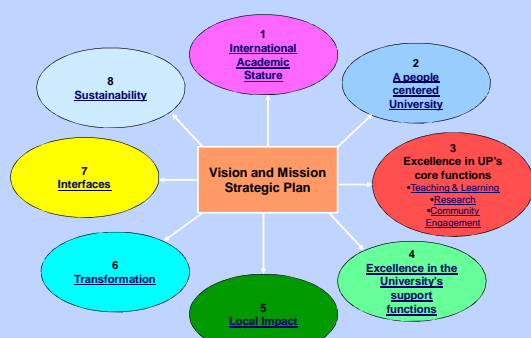 1
International
Academic
Stature
2
A people
centered
University
3
Excellence in UP's
core functions
•Teaching & Learning
•Research
•Community
Engagement
4
Excellence in the
University's
support
functions
5
Local Impact
6
Transformation
7
Interfaces
8
Sustainability
Vision and Mission
Strategic Plan